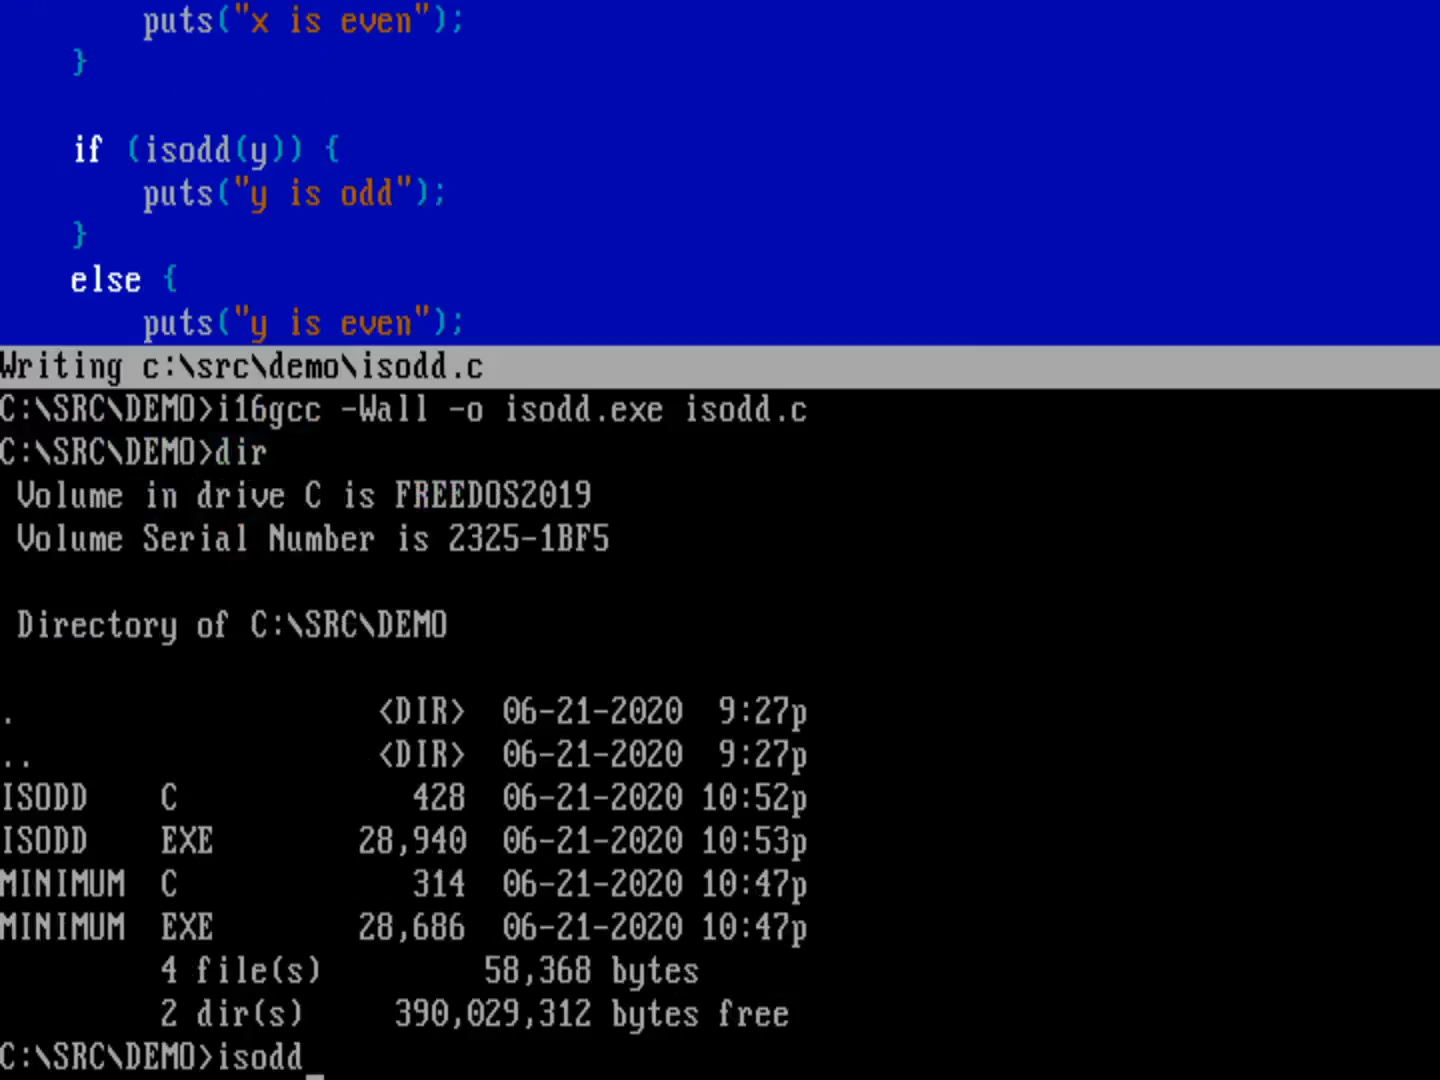 puts("x is even");
}
if (isodd(y)) {
puts("y is odd");
}
else {
puts("y is even");
Writing c:\src\demo\isodd.c
C:\SRC\DEMO>i16gcc -Wall -o isodd.exe isodd.c
C:\SRC\DEMO>dir
Volume in drive C is FREEDOS2019
Volume Serial Number is 2325-1BF5
Directory of C:\SRC\DEMO
. <DIR> 06-21-2020 9:27p
.. <DIR> 06-21-2020 9:27p
ISODD C 428 06-21-2020 10:52p
ISODD EXE 28,940 06-21-2020 10:53p
MINIMUM C 314 06-21-2020 10:47p
MINIMUM EXE 28,686 06-21-2020 10:47p
4 file(s) 58,368 bytes
2 dir(s) 390,029,312 bytes free
C:\SRC\DEMO>isodd_